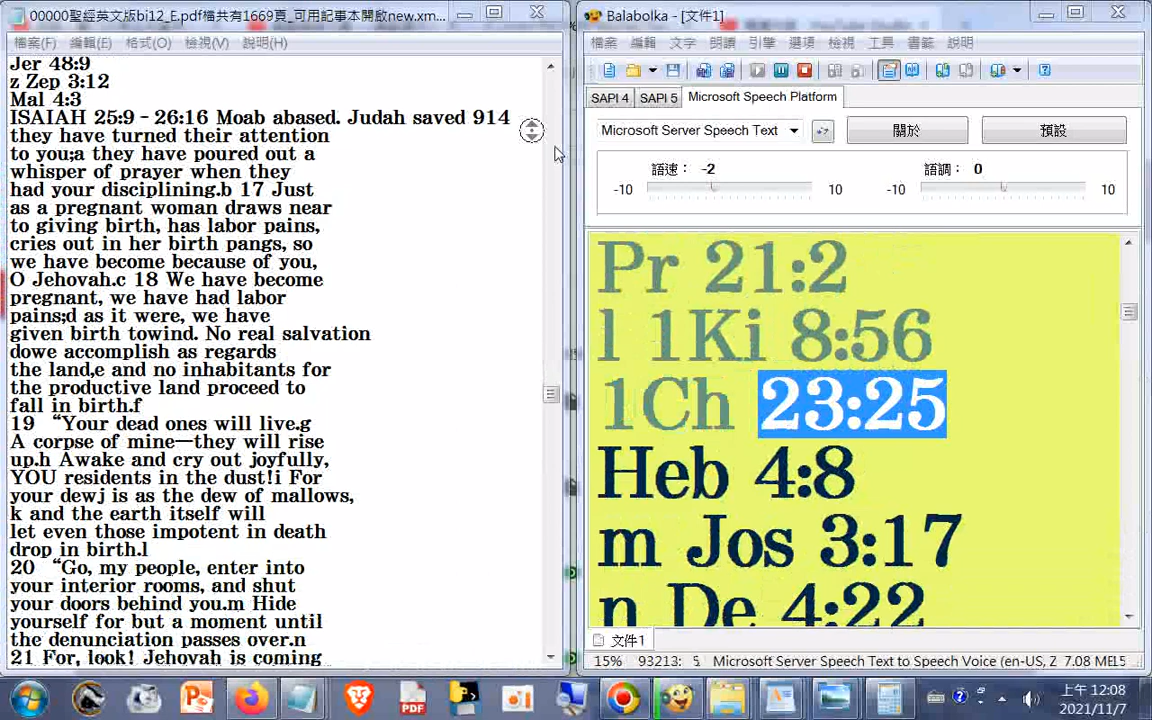 00000聖經英文版bi12_E.pdf檔共有1669頁_可用記事本開啟new.xm...
檔案(F) 編輯(E) 格式(O) 檢視(V) 說明(H)
Jer 48:9
z Zep 3:12
Mal 4:3
ISAIAH 25:9 - 26:16 Moab abased. Judah saved 914
they have turned their attention
to you;a they have poured out a
whisper of prayer when they
had your disciplining.b 17 Just
as a pregnant woman draws near
to giving birth, has labor pains,
cries out in her birth pangs, so
we have become because of you,
O Jehovah.c 18 We have become
pregnant, we have had labor
pains;d as it were, we have
given birth towind. No real salvation
dowe accomplish as regards
the land,e and no inhabitants for
the productive land proceed to
fall in birth.f
19 “Your dead ones will live.g
A corpse of mine—they will rise
up.h Awake and cry out joyfully,
YOU residents in the dust!i For
your dewj is as the dew of mallows,
k and the earth itself will
let even those impotent in death
drop in birth.l
20 “Go, my people, enter into
your interior rooms, and shut
your doors behind you.m Hide
yourself for but a moment until
the denunciation passes over.n
21 For, look! Jehovah is coming
Balabolka - [文件1]
檔案 編輯 文字 朗讀 引擎 選項 檢視 工具 書籤 說明
SAPI 4 SAPI 5 Microsoft Speech Platform
Microsoft Server Speech Text 關於 預設
語速： -2 語調： 0
-10 10 -10 10
Pr 21:2
l 1Ki 8:56
1Ch 23:25
Heb 4:8
m Jos 3:17
n De 4:22
文件1
15% 93213: 5 Microsoft Server Speech Text to Speech Voice (en-US, Z 7.08 МБ
PDF
上午 12:08
2021/11/7